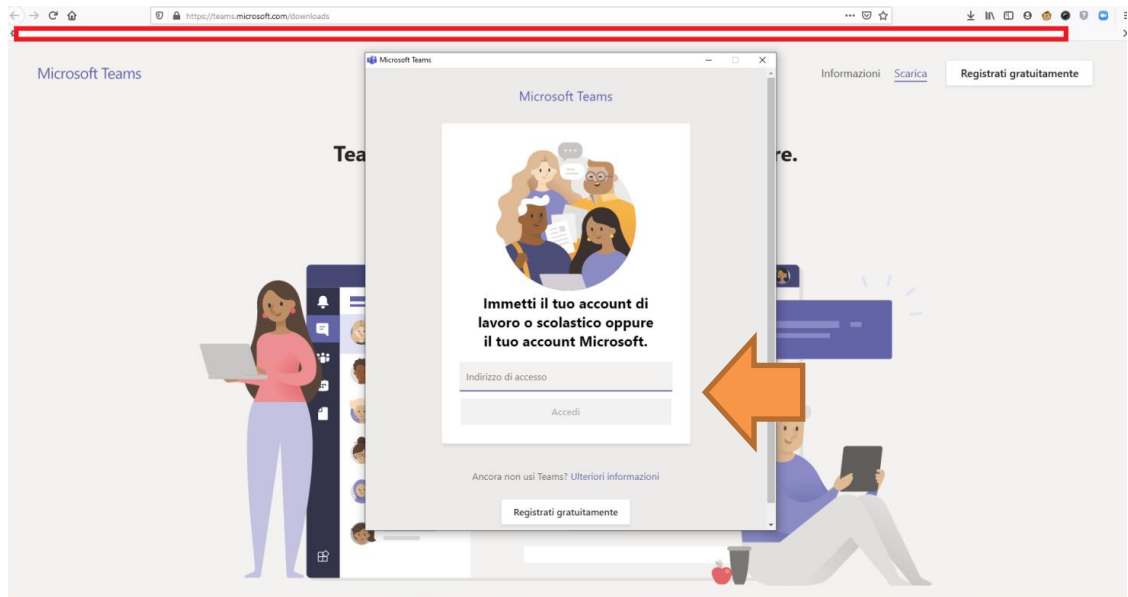 https://teams.microsoft.com/downloads
Microsoft Teams
Informazioni Scarica Registrati gratuitamente
Tea
re.
Microsoft Teams
Microsoft Teams
Immetti il tuo account di
lavoro o scolastico oppure
il tuo account Microsoft.
Indirizzo di accesso
Accedi
Ancora non usi Teams? Ulteriori informazioni
Registrati gratuitamente